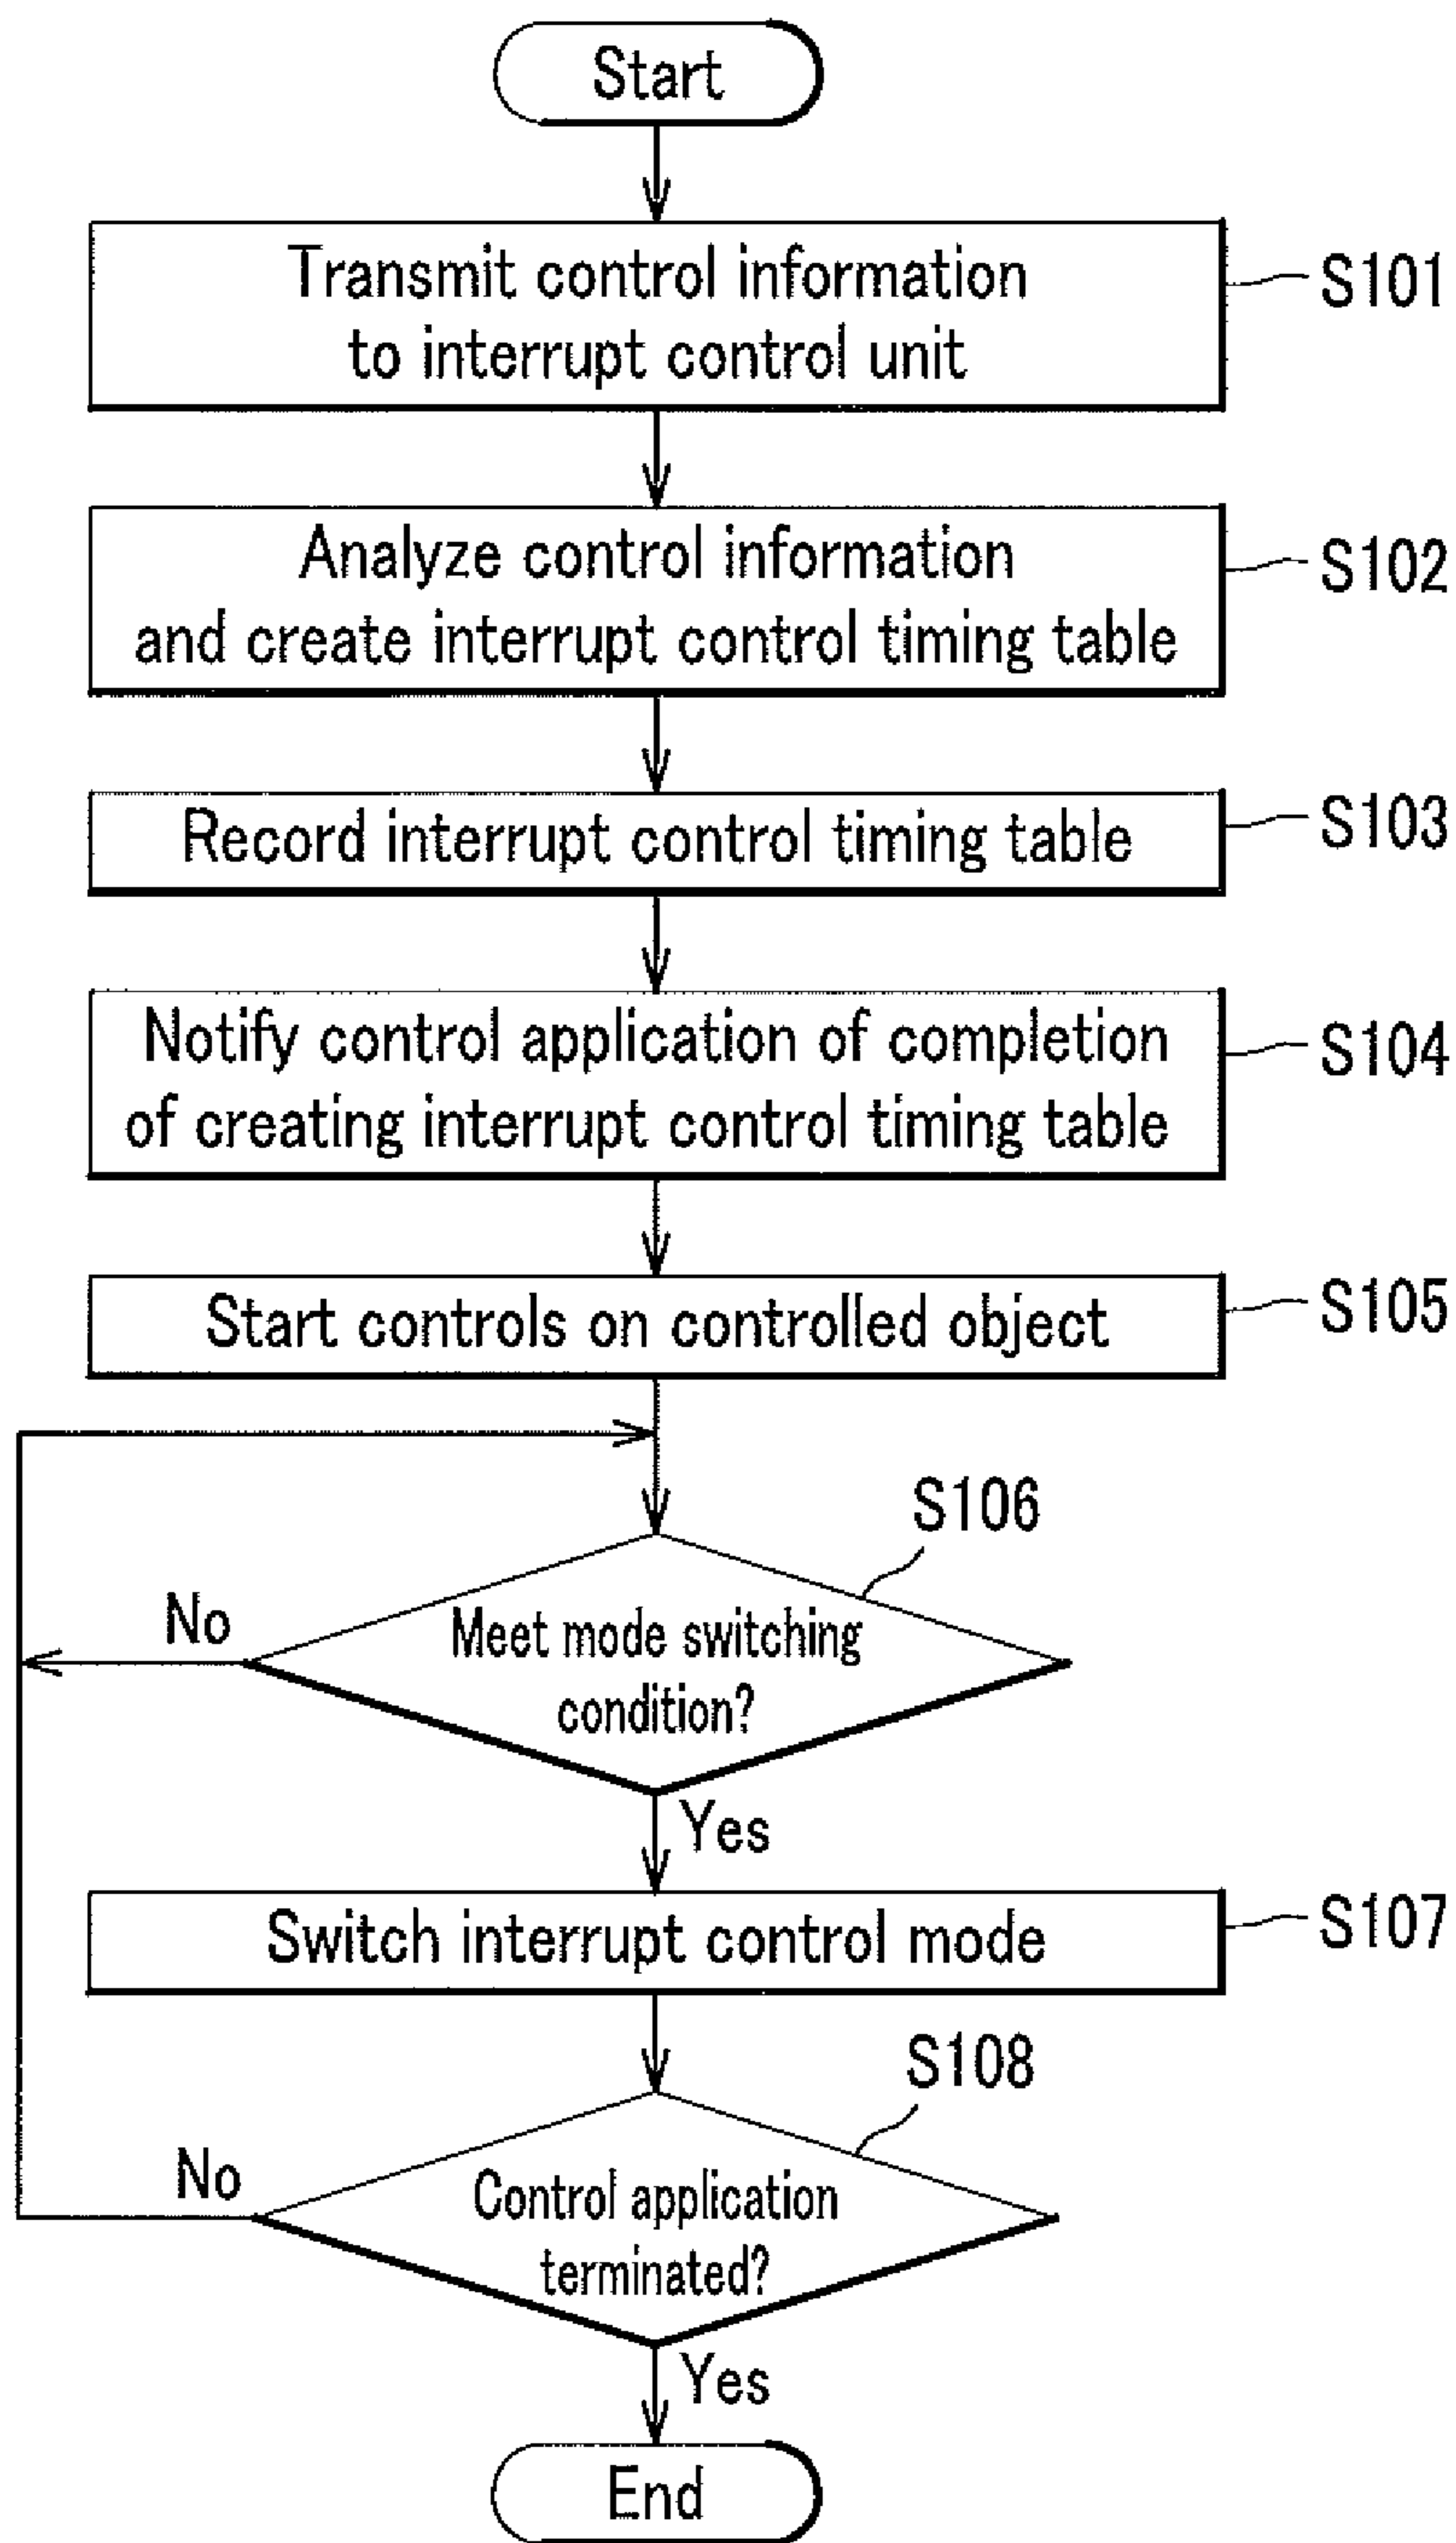 Start
Transmit control information
to interrupt control unit
S101
Analyze control information
and create interrupt control timing table
S102
Record interrupt control timing table
S103
Notify control application of completion
of creating interrupt control timing table
S104
Start controls on controlled object
S105
S106
No
Meet mode switching
condition?
Yes
Switch interrupt control mode
S107
S108
No
Control application
terminated?
Yes
End